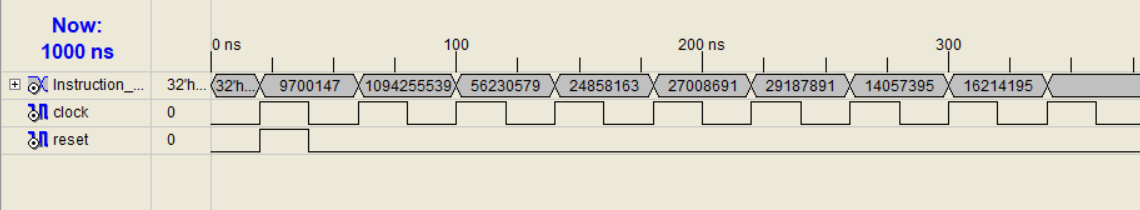 Now:
1000 ns
0 ns 100 200 ns 300
Instruction_... 32'h... 32'h... 9700147 1094255539 56230579 24858163 27008691 29187891 14057395 16214195
clock 0
reset 0